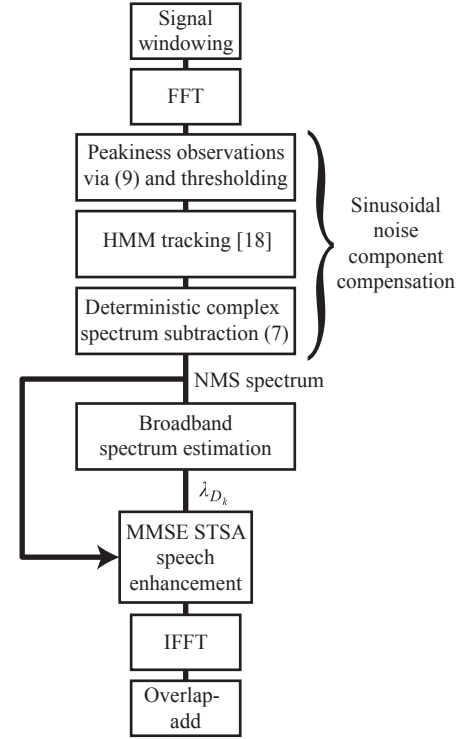 Signal
windowing
FFT
Peakiness observations
via (9) and thresholding
HMM tracking [18]
Deterministic complex
spectrum subtraction (7)
Sinusoidal
noise
component
compensation
NMS spectrum
Broadband
spectrum estimation
λ_{D_k}
MMSE STSA
speech
enhancement
IFFT
Overlap-
add